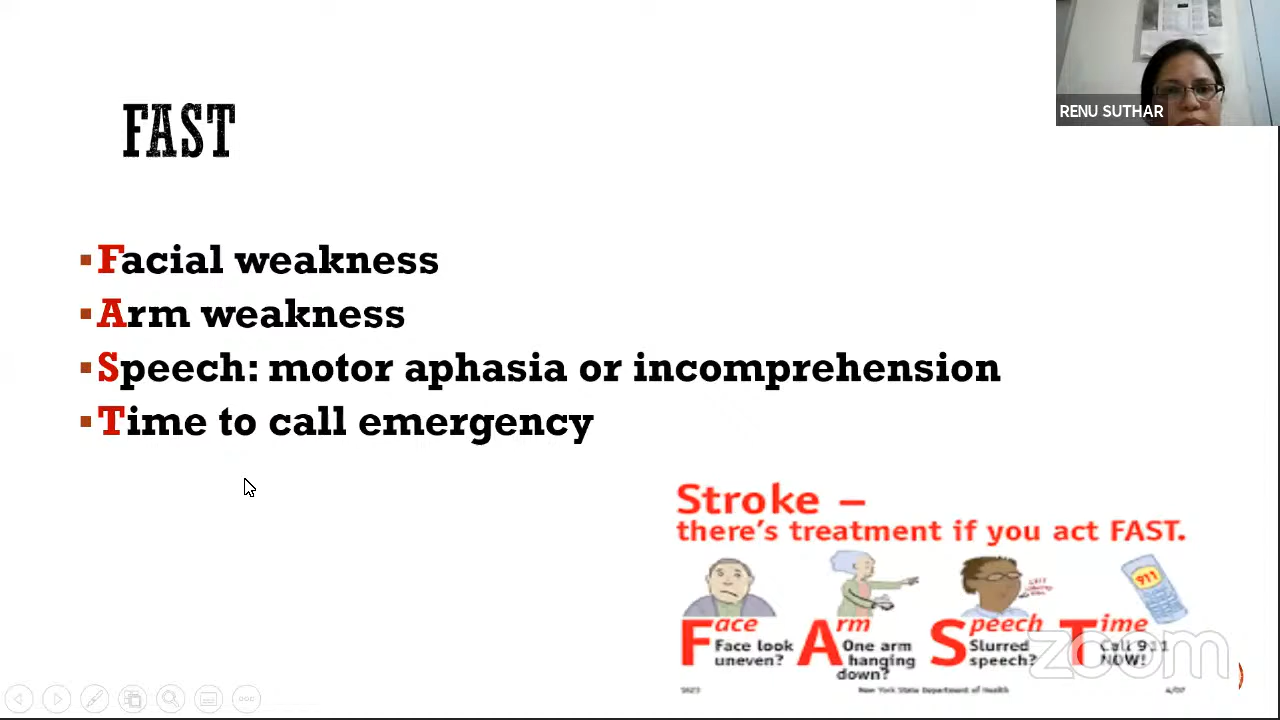 RENU SUTHAR
FAST
▪Facial weakness
▪Arm weakness
▪Speech: motor aphasia or incomprehension
▪Time to call emergency
Stroke –
there's treatment if you act FAST.
911
Face Arm Speech Time
Face look uneven?
One arm hanging down?
Slurred speech?
Call 911 NOW!
New York State Department of Health
zoom